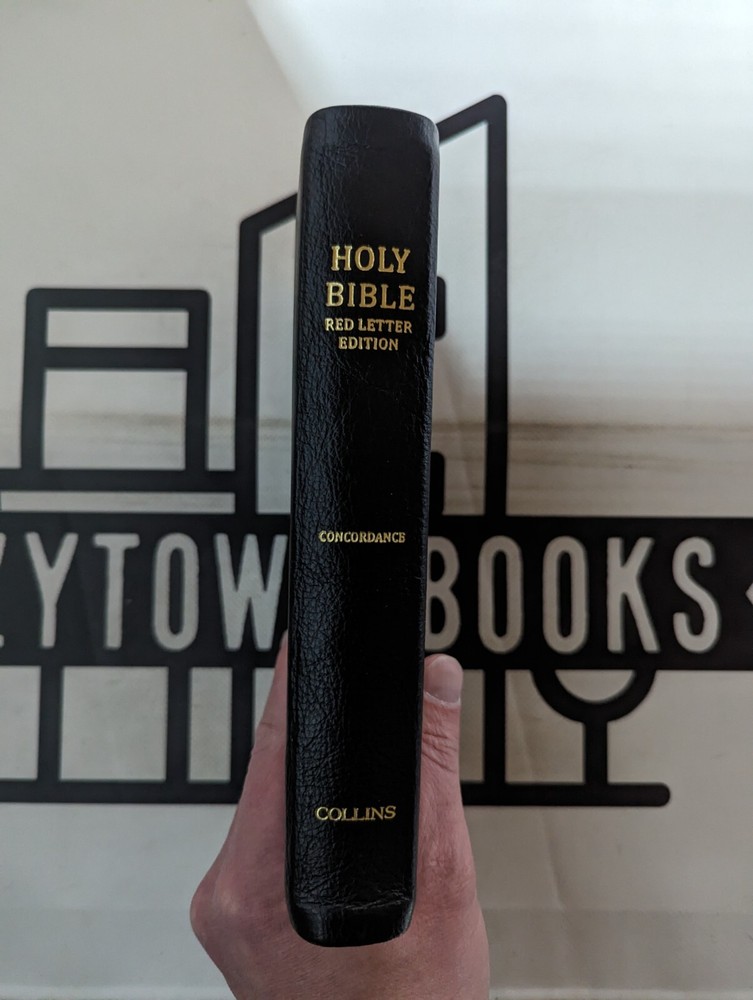 HOLY
BIBLE
RED LETTER
EDITION
CONCORDANCE
BOOKS
COLLINS